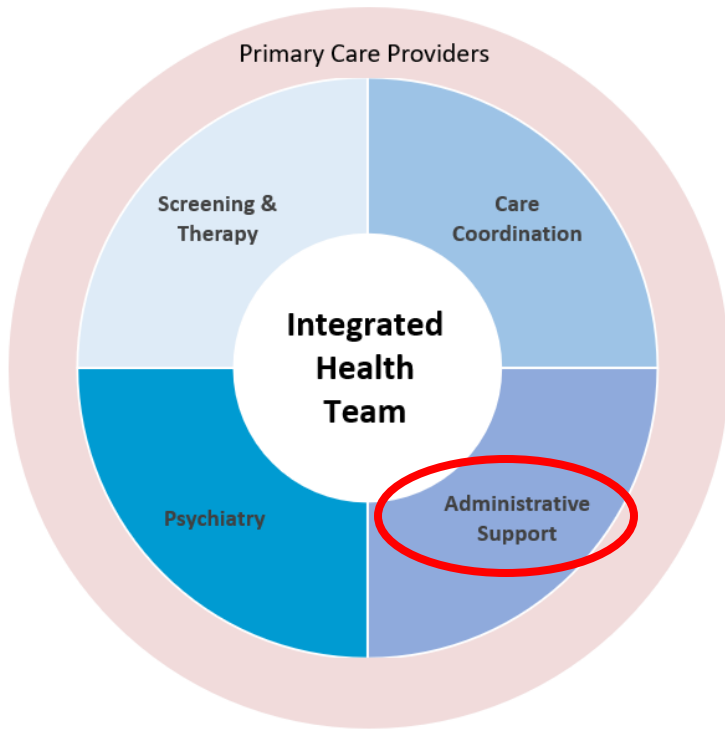 Primary Care Providers
Screening &
Therapy
Care
Coordination
Integrated
Health
Team
Psychiatry
Administrative
Support